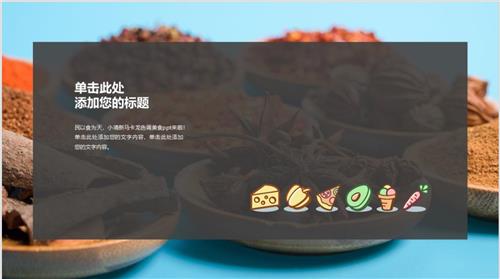 单击此处
添加您的标题
民以食为天，小清新马卡龙色调美食ppt来啦！
单击此处添加您的文字内容，单击此处添加
您的文字内容。